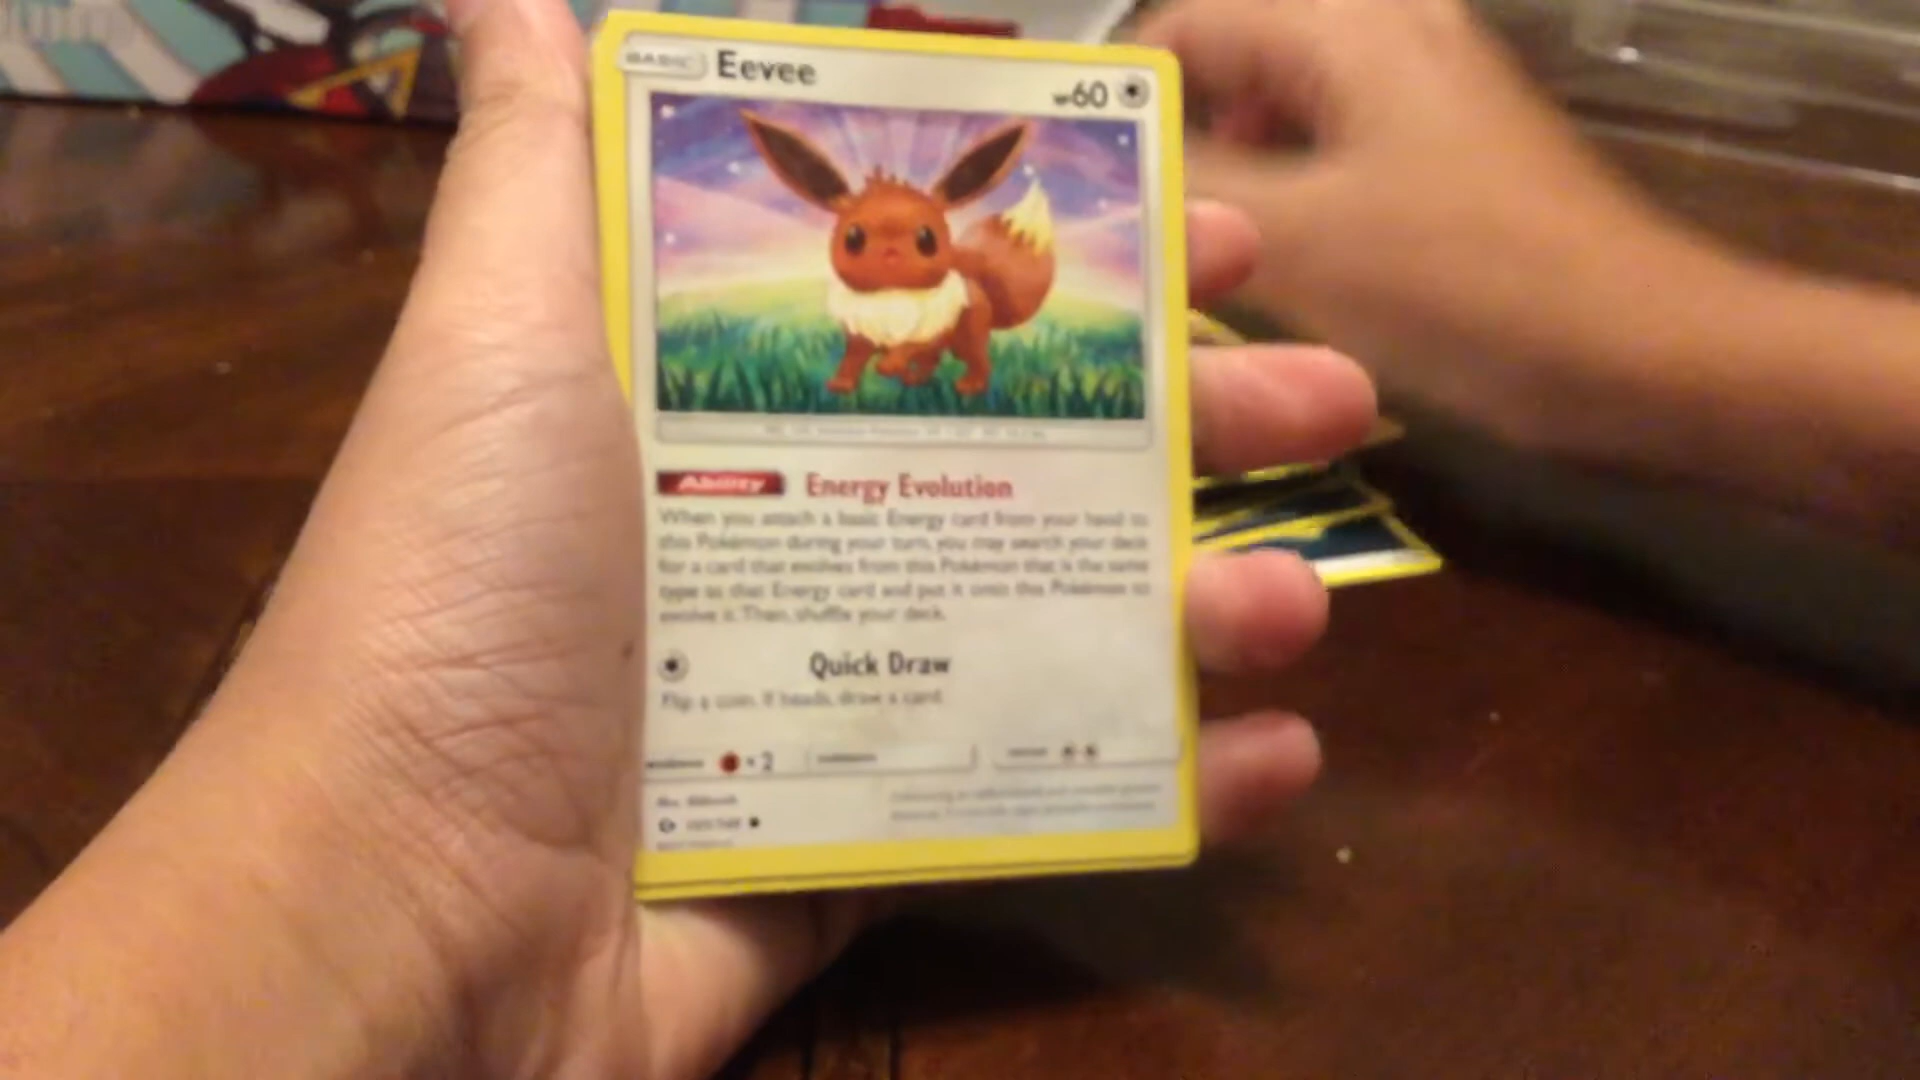 BASIC Eevee 60
Ability Energy Evolution
When you attach a basic Energy card from your hand to
this Pokémon during your turn, you may search your deck
for a card that evolves from this Pokémon that is the same
type as that Energy card and put it onto this Pokémon to
evolve it. Then, shuffle your deck.
Quick Draw
Flip a coin. If heads, draw a card.
×2